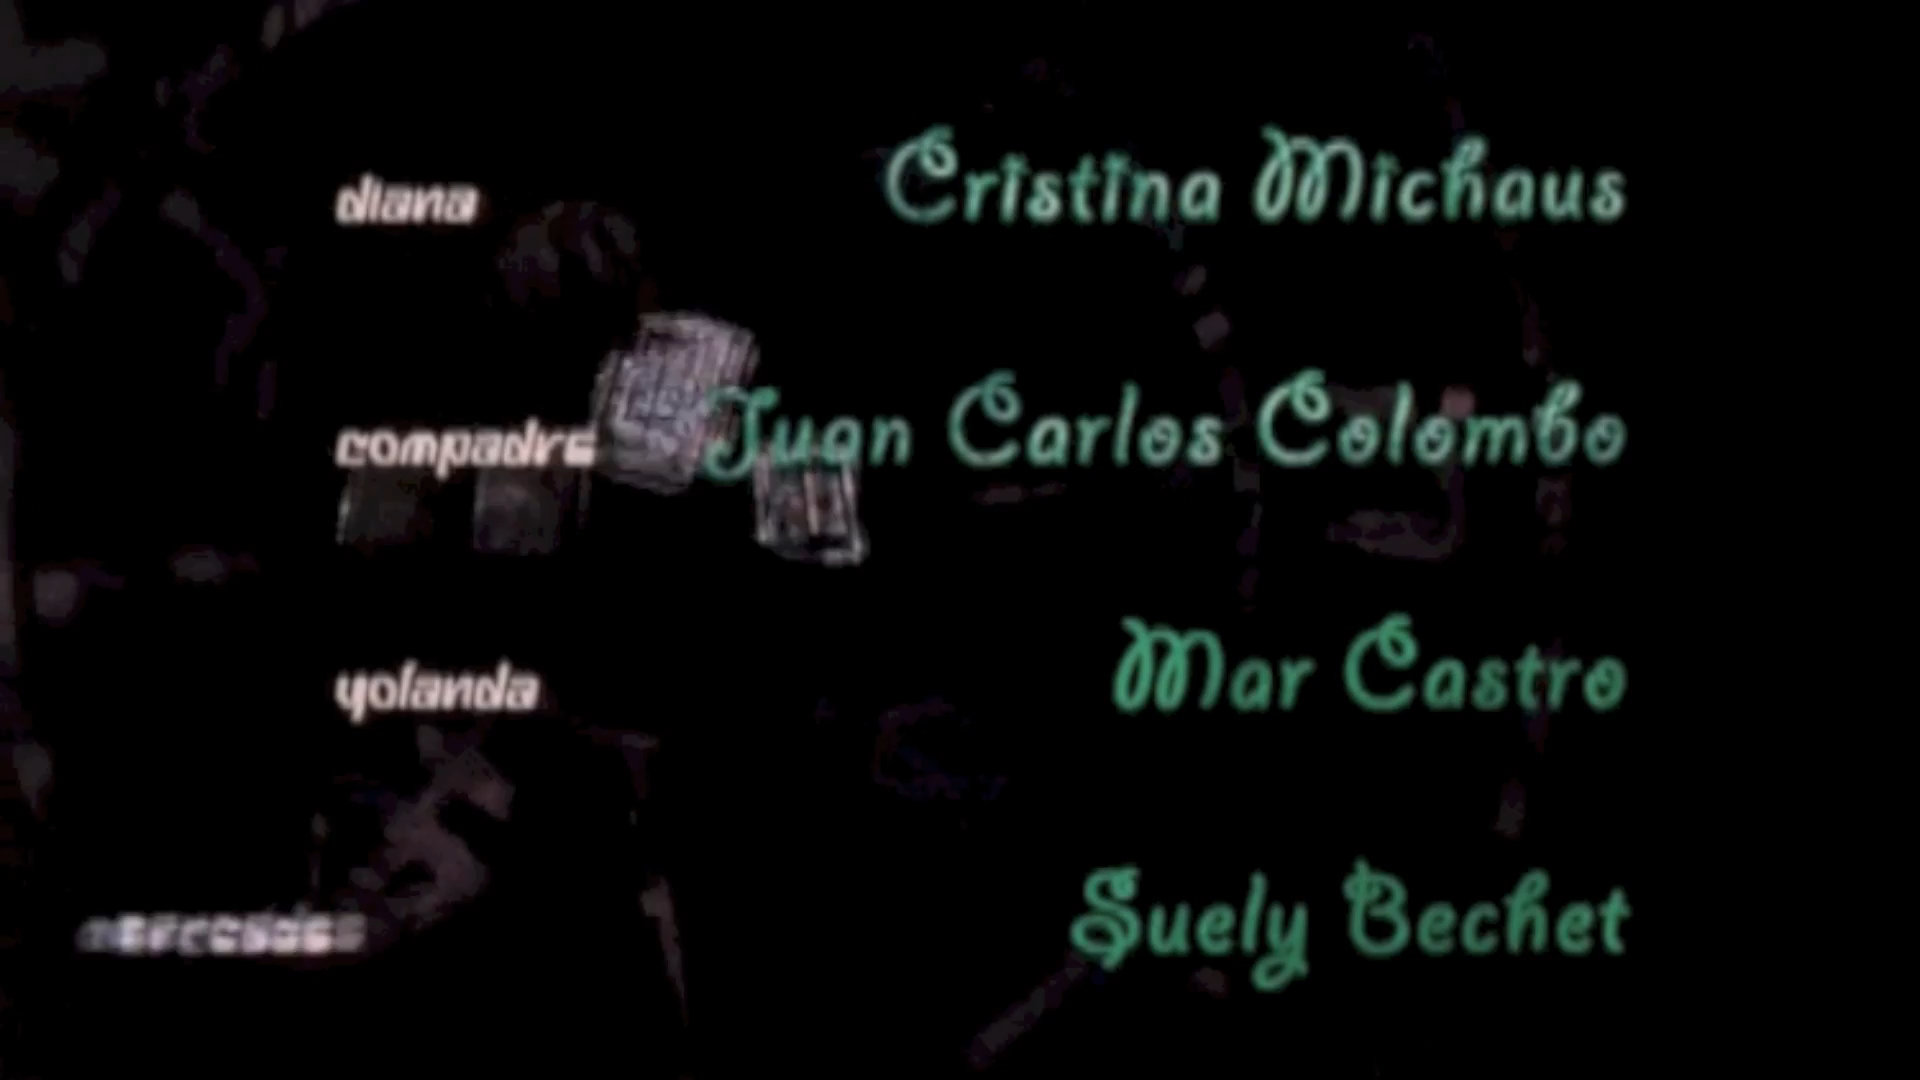 diana Cristina Michaus
compadre Juan Carlos Colombo
yolanda Mar Castro
Suely Bechet